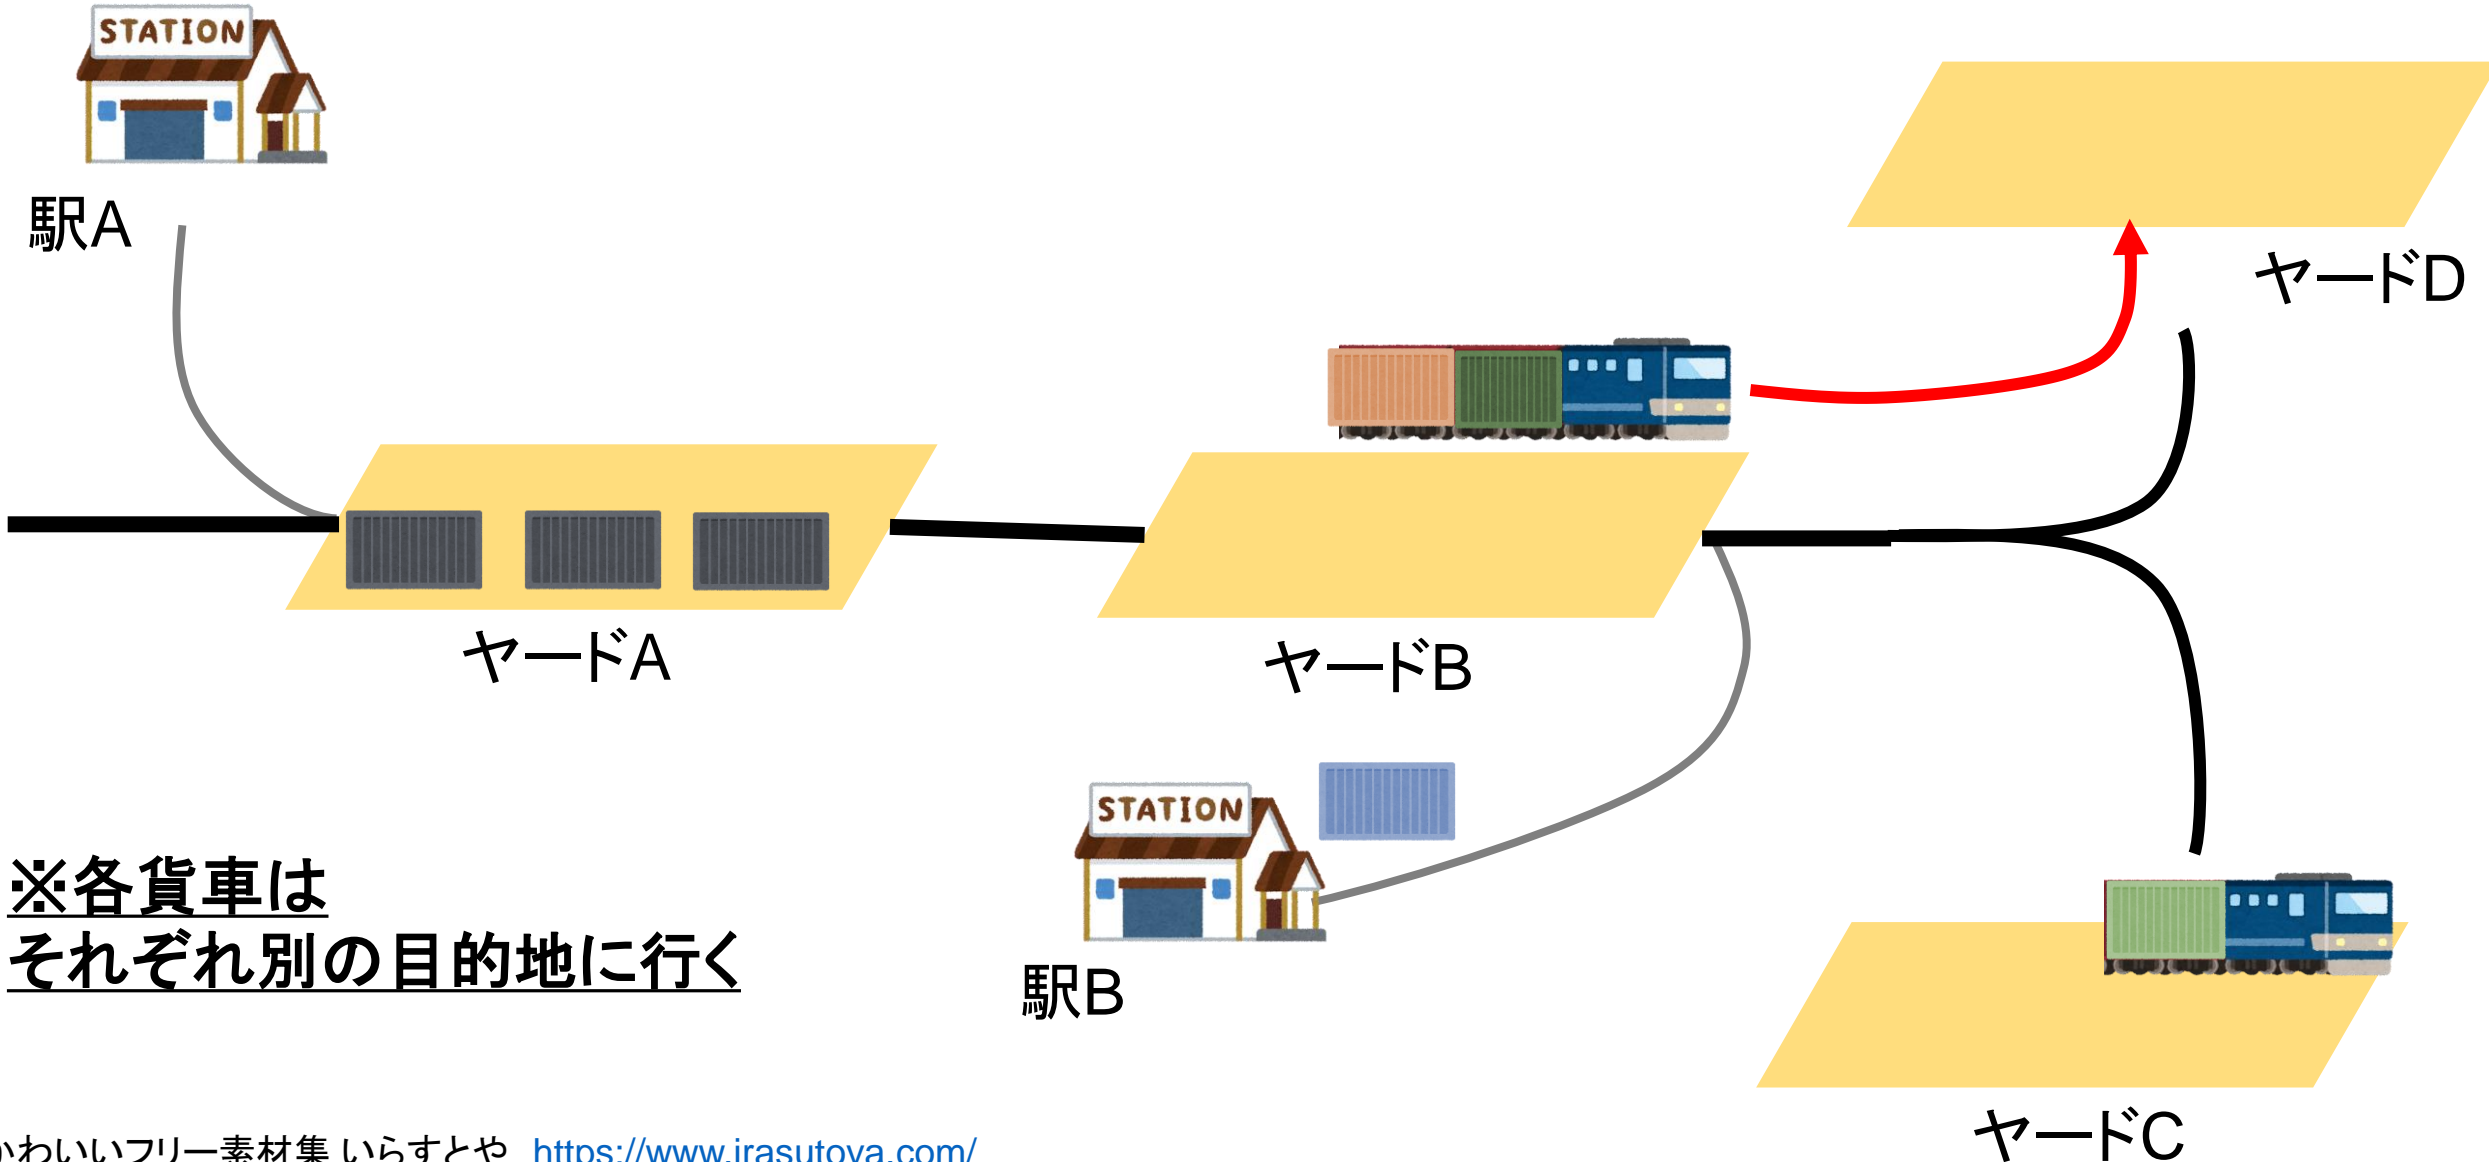 STATION
駅A
ヤードD
ヤードA
ヤードB
STATION
※各貨車は
それぞれ別の目的地に行く
駅B
ヤードC
かわいいフリー素材集 いらすとや https://www.irasutoya.com/